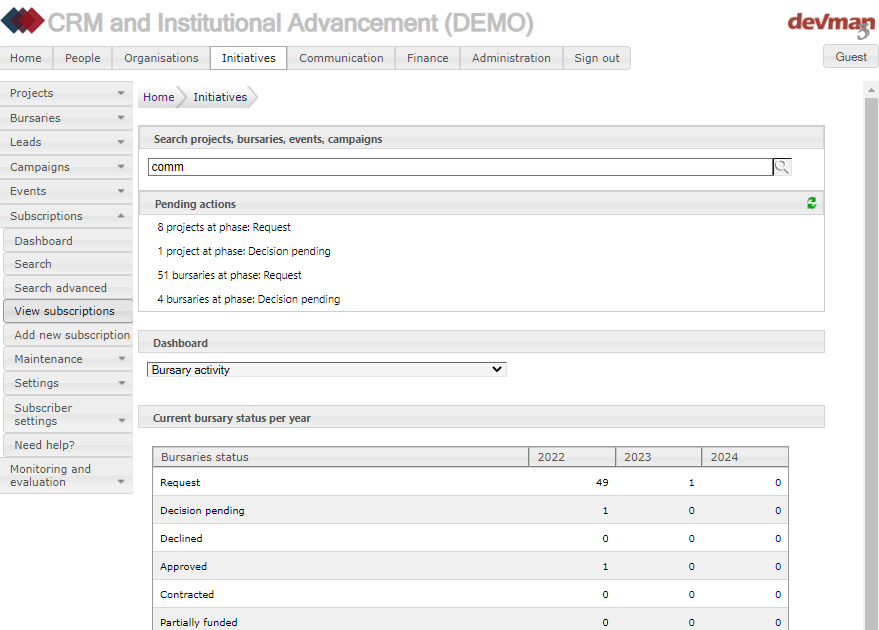 CRM and Institutional Advancement (DEMO)
devman
5
Home People Organisations Initiatives Communication Finance Administration Sign out
Guest
Projects
Bursaries
Leads
Campaigns
Events
Subscriptions
Dashboard
Search
Search advanced
View subscriptions
Add new subscription
Maintenance
Settings
Subscriber
settings
Need help?
Monitoring and
evaluation
Home Initiatives
Search projects, bursaries, events, campaigns
comm
Pending actions
8 projects at phase: Request
1 project at phase: Decision pending
51 bursaries at phase: Request
4 bursaries at phase: Decision pending
Dashboard
Bursary activity
Current bursary status per year
Bursaries status 2022 2023 2024
Request 49 1 0
Decision pending 1 0 0
Declined 0 0 0
Approved 1 0 0
Contracted 0 0 0
Partially funded 0 0 0